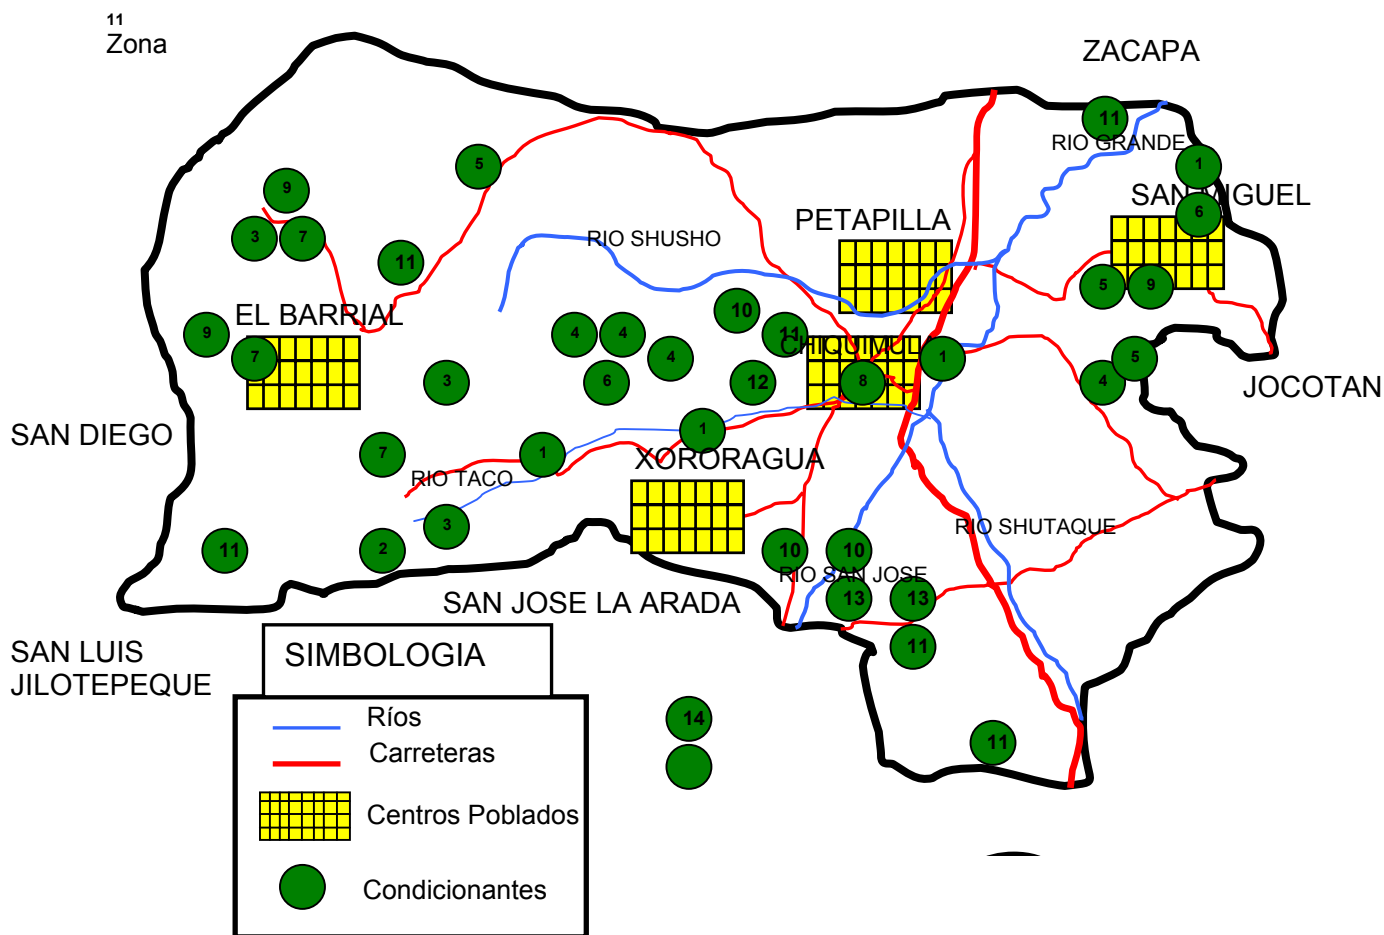 11
Zona
ZACAPA
11
RIO GRANDE
1
5
9
SAN MIGUEL
6
PETAPILLA
3
7
RIO SHUSHO
11
5
9
EL BARRIAL
10
9
4
4
11
CHIQUIMULA
7
4
1
5
3
6
12
8
4
JOCOTAN
SAN DIEGO
1
7
1
XORORAGUA
RIO TACO
3
RIO SHUTAQUE
11
2
10
10
RIO SAN JOSE
SAN JOSE LA ARADA
13
13
11
SAN LUIS
JILOTEPEQUE
SIMBOLOGIA
Ríos
Carreteras
14
11
Centros Poblados
Condicionantes